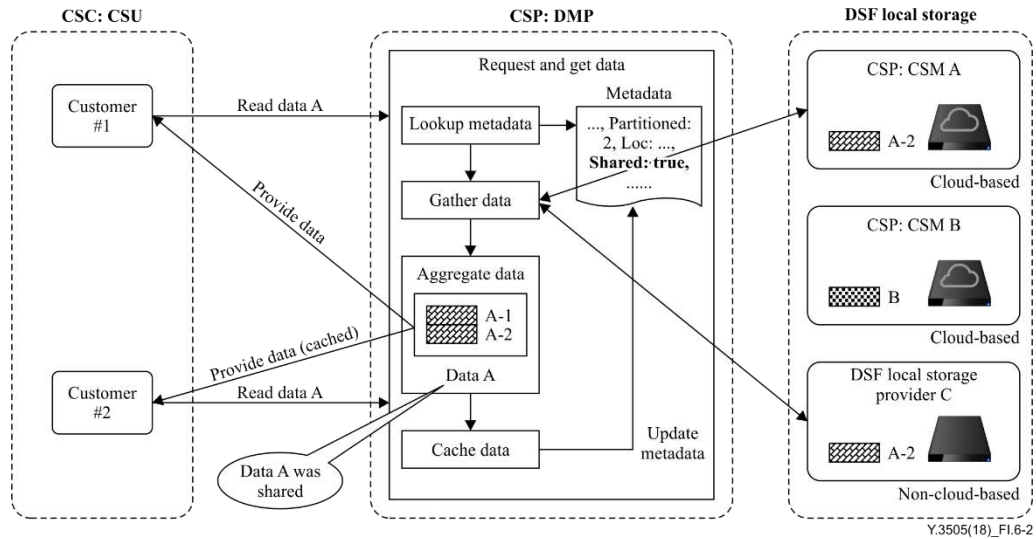 CSC: CSU
CSP: DMP
DSF local storage
Request and get data
Customer
#1
Read data A
Lookup metadata
Metadata
..., Partitioned:
2, Loc: ...,
Shared: true,
......
Gather data
Provide data
Aggregate data
A-1
A-2
Data A
Provide data (cached)
Customer
#2
Read data A
Cache data
Update
metadata
Data A was
shared
CSP: CSM A
A-2
Cloud-based
CSP: CSM B
B
Cloud-based
DSF local storage
provider C
A-2
Non-cloud-based
Y.3505(18)_FI.6-2